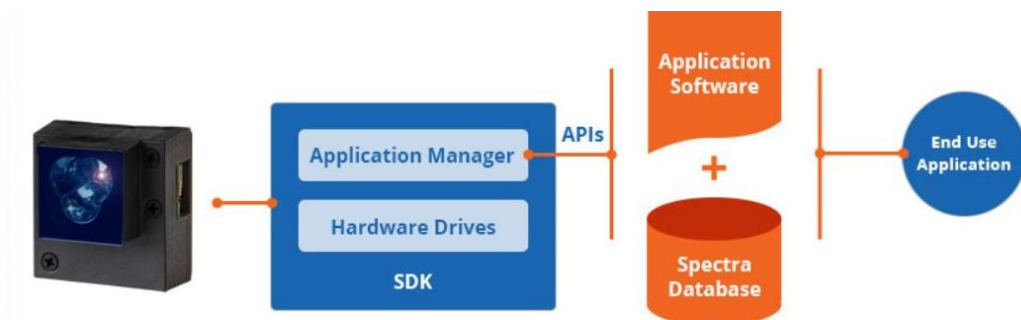 Application Manager
Hardware Drives
SDK
APIs
Application
Software
+
Spectra
Database
End Use
Application